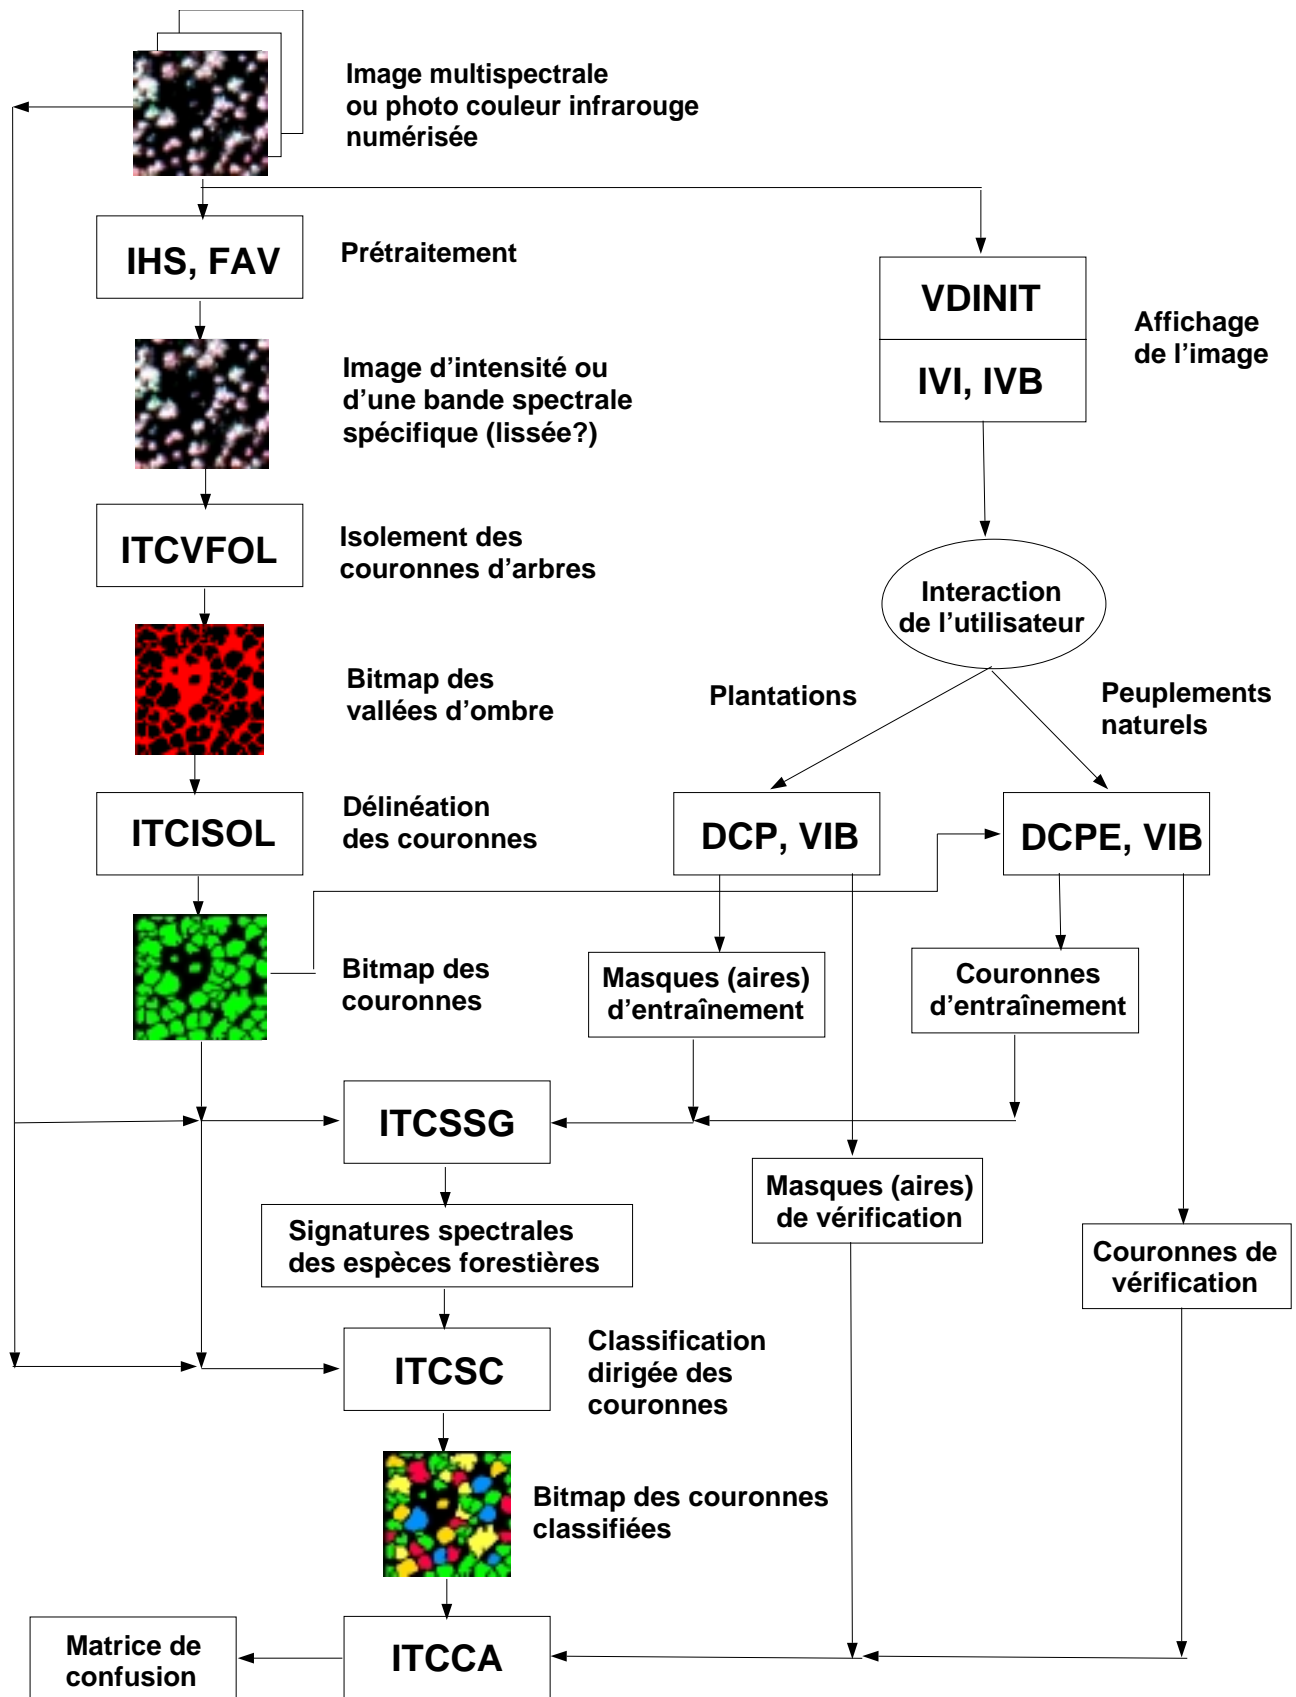 Image multispectrale
ou photo couleur infrarouge
numérisée
IHS, FAV
Prétraitement
VDINIT
IVI, IVB
Affichage
de l'image
Image d'intensité ou
d'une bande spectrale
spécifique (lissée?)
ITCVFOL
Isolement des
couronnes d'arbres
Interaction
de l'utilisateur
Bitmap des
vallées d'ombre
Plantations
Peuplements
naturels
ITCISOL
Délinéation
des couronnes
DCP, VIB
DCPE, VIB
Bitmap des
couronnes
Masques (aires)
d'entraînement
Couronnes
d'entraînement
ITCSSG
Masques (aires)
de vérification
Signatures spectrales
des espèces forestières
Couronnes de
vérification
ITCSC
Classification
dirigée des
couronnes
Bitmap des couronnes
classifiées
Matrice de
confusion
ITCCA